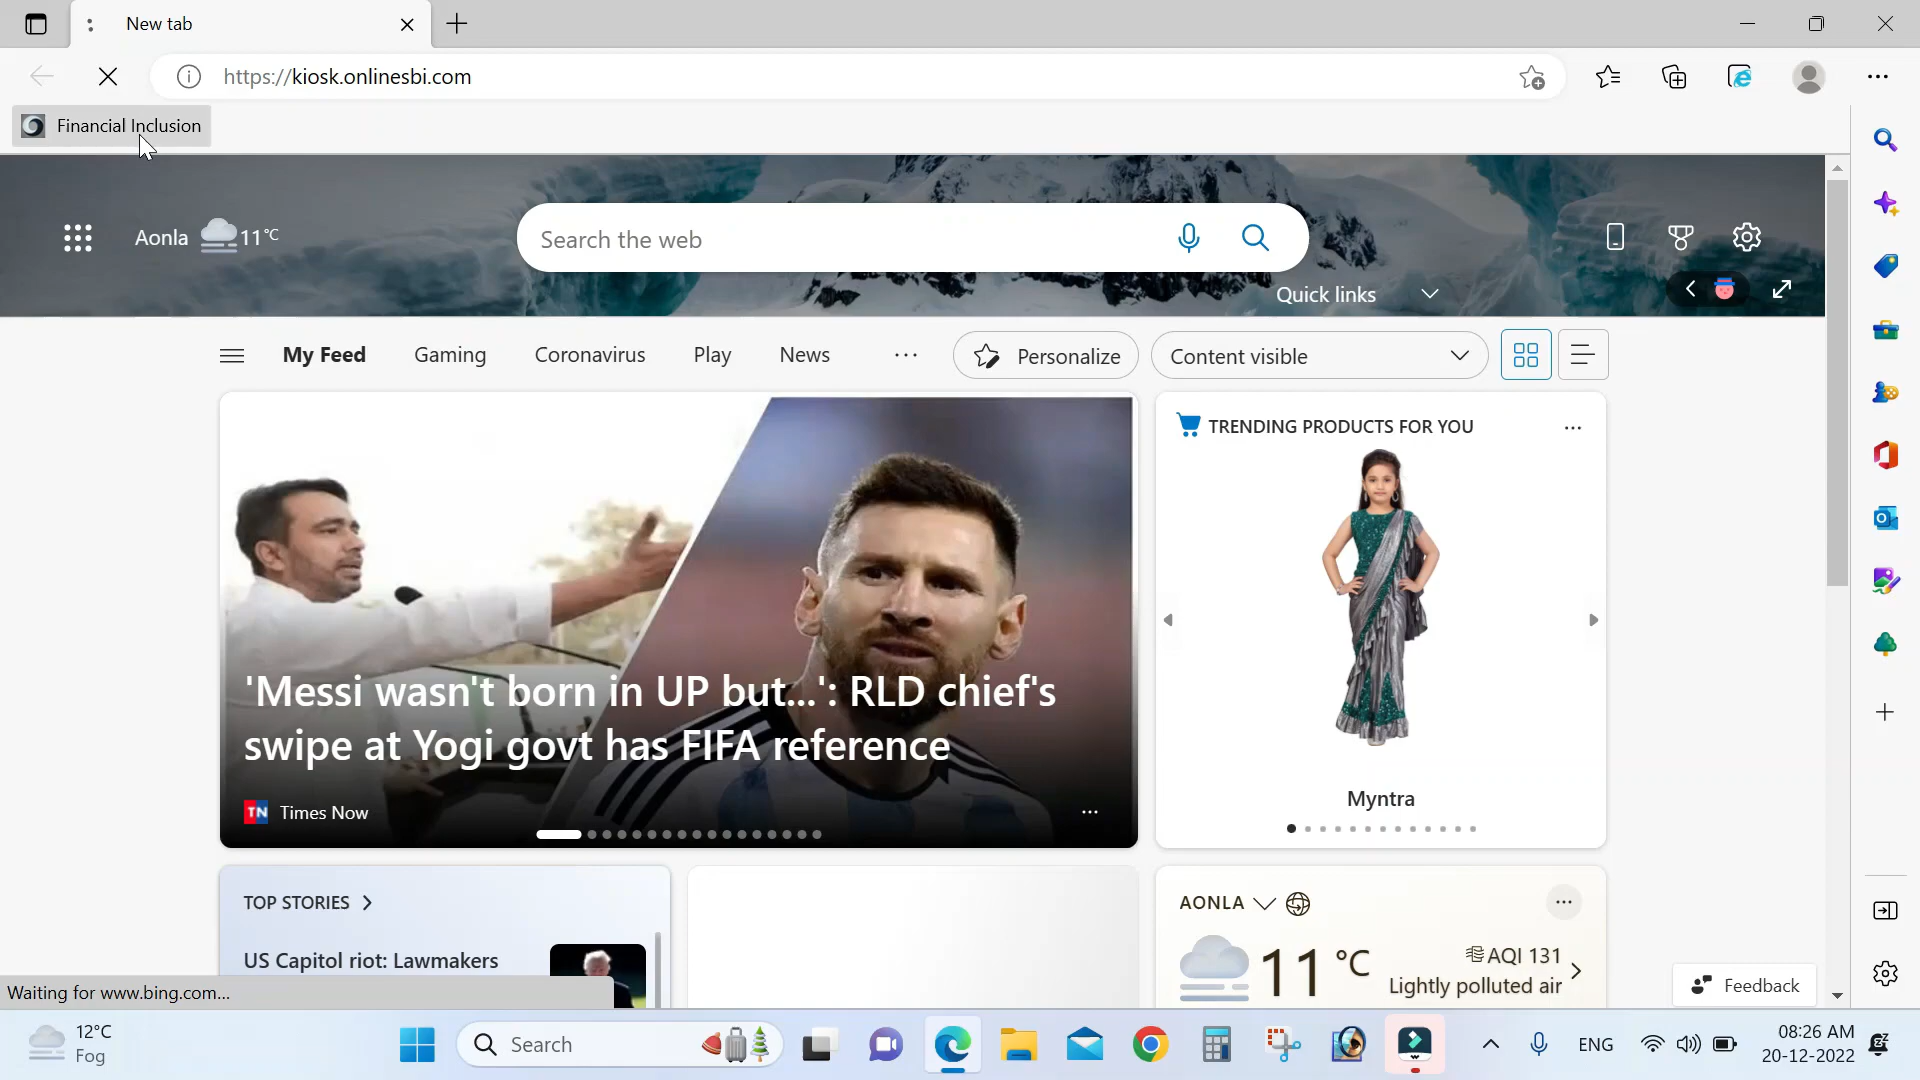 New tab
https://kiosk.onlinesbi.com
Financial Inclusion
Aonla 11°C
Search the web
Quick links
My Feed Gaming Coronavirus Play News ... Personalize Content visible
TRENDING PRODUCTS FOR YOU
'Messi wasn't born in UP but...': RLD chief's
swipe at Yogi govt has FIFA reference
TN Times Now
Myntra
TOP STORIES
US Capitol riot: Lawmakers
AONLA
11 °C
AQI 131
Lightly polluted air
Feedback
Waiting for www.bing.com...
12°C
Fog
Search
ENG
08:26 AM
20-12-2022